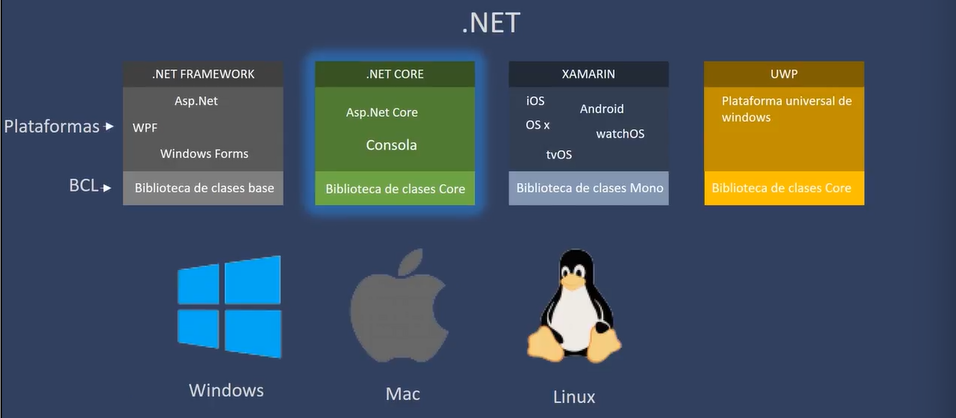 .NET
.NET FRAMEWORK
Asp.Net
WPF
Windows Forms
Biblioteca de clases base
.NET CORE
Asp.Net Core
Consola
Biblioteca de clases Core
XAMARIN
iOS
Android
OS x
watchOS
tvOS
Biblioteca de clases Mono
UWP
Plataforma universal de
windows
Biblioteca de clases Core
Plataformas
BCL
Windows
Mac
Linux